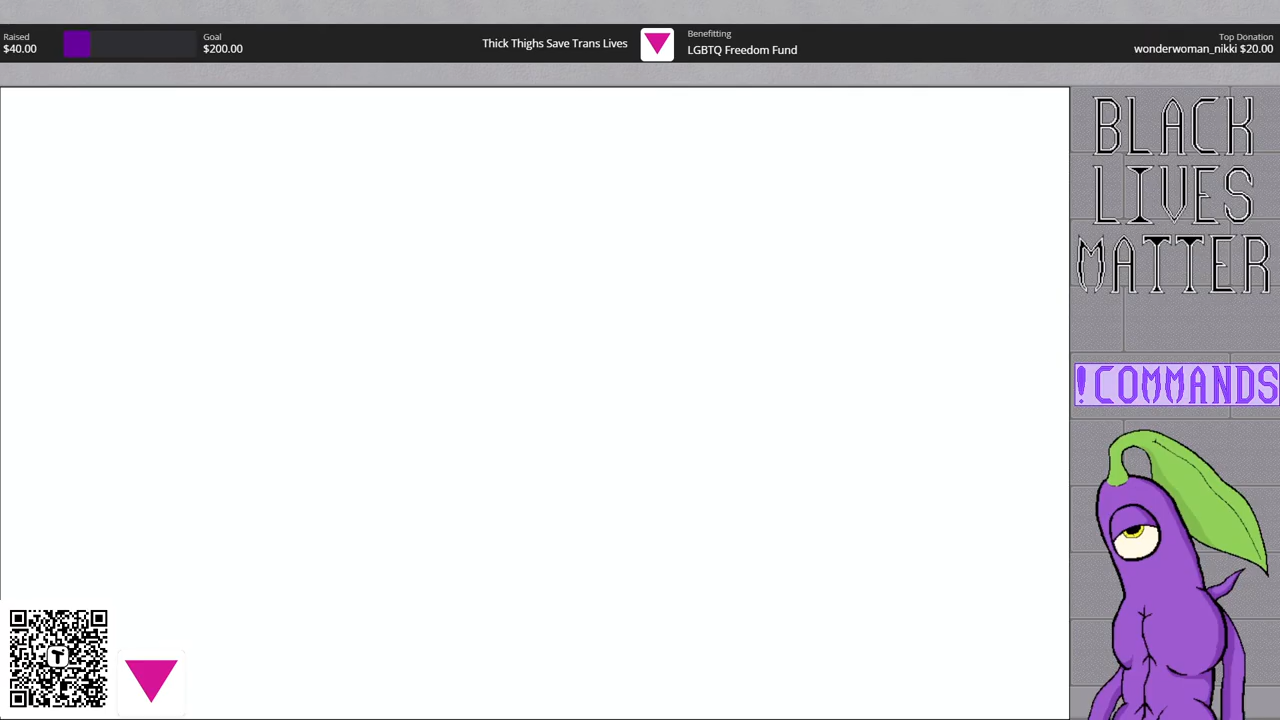 Raised
$40.00
Goal
$200.00
Thick Thighs Save Trans Lives
Benefitting
LGBTQ Freedom Fund
Top Donation
wonderwoman_nikki $20.00
BLACK
LIVES
MATTER
!COMMANDS
T